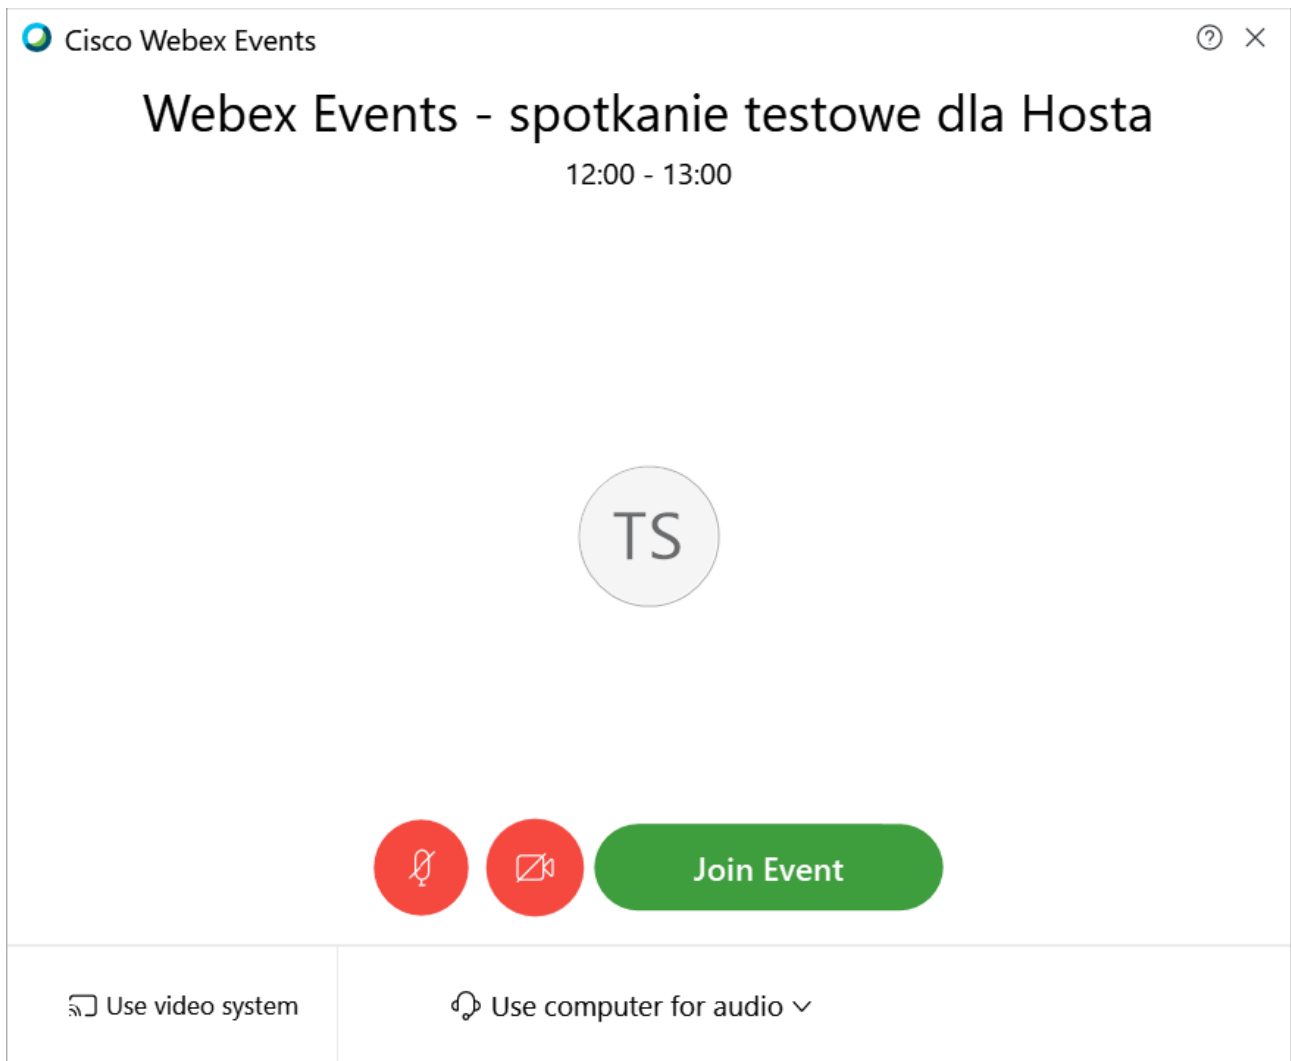 Cisco Webex Events
Webex Events - spotkanie testowe dla Hosta
12:00 - 13:00
TS
Join Event
Use video system
Use computer for audio